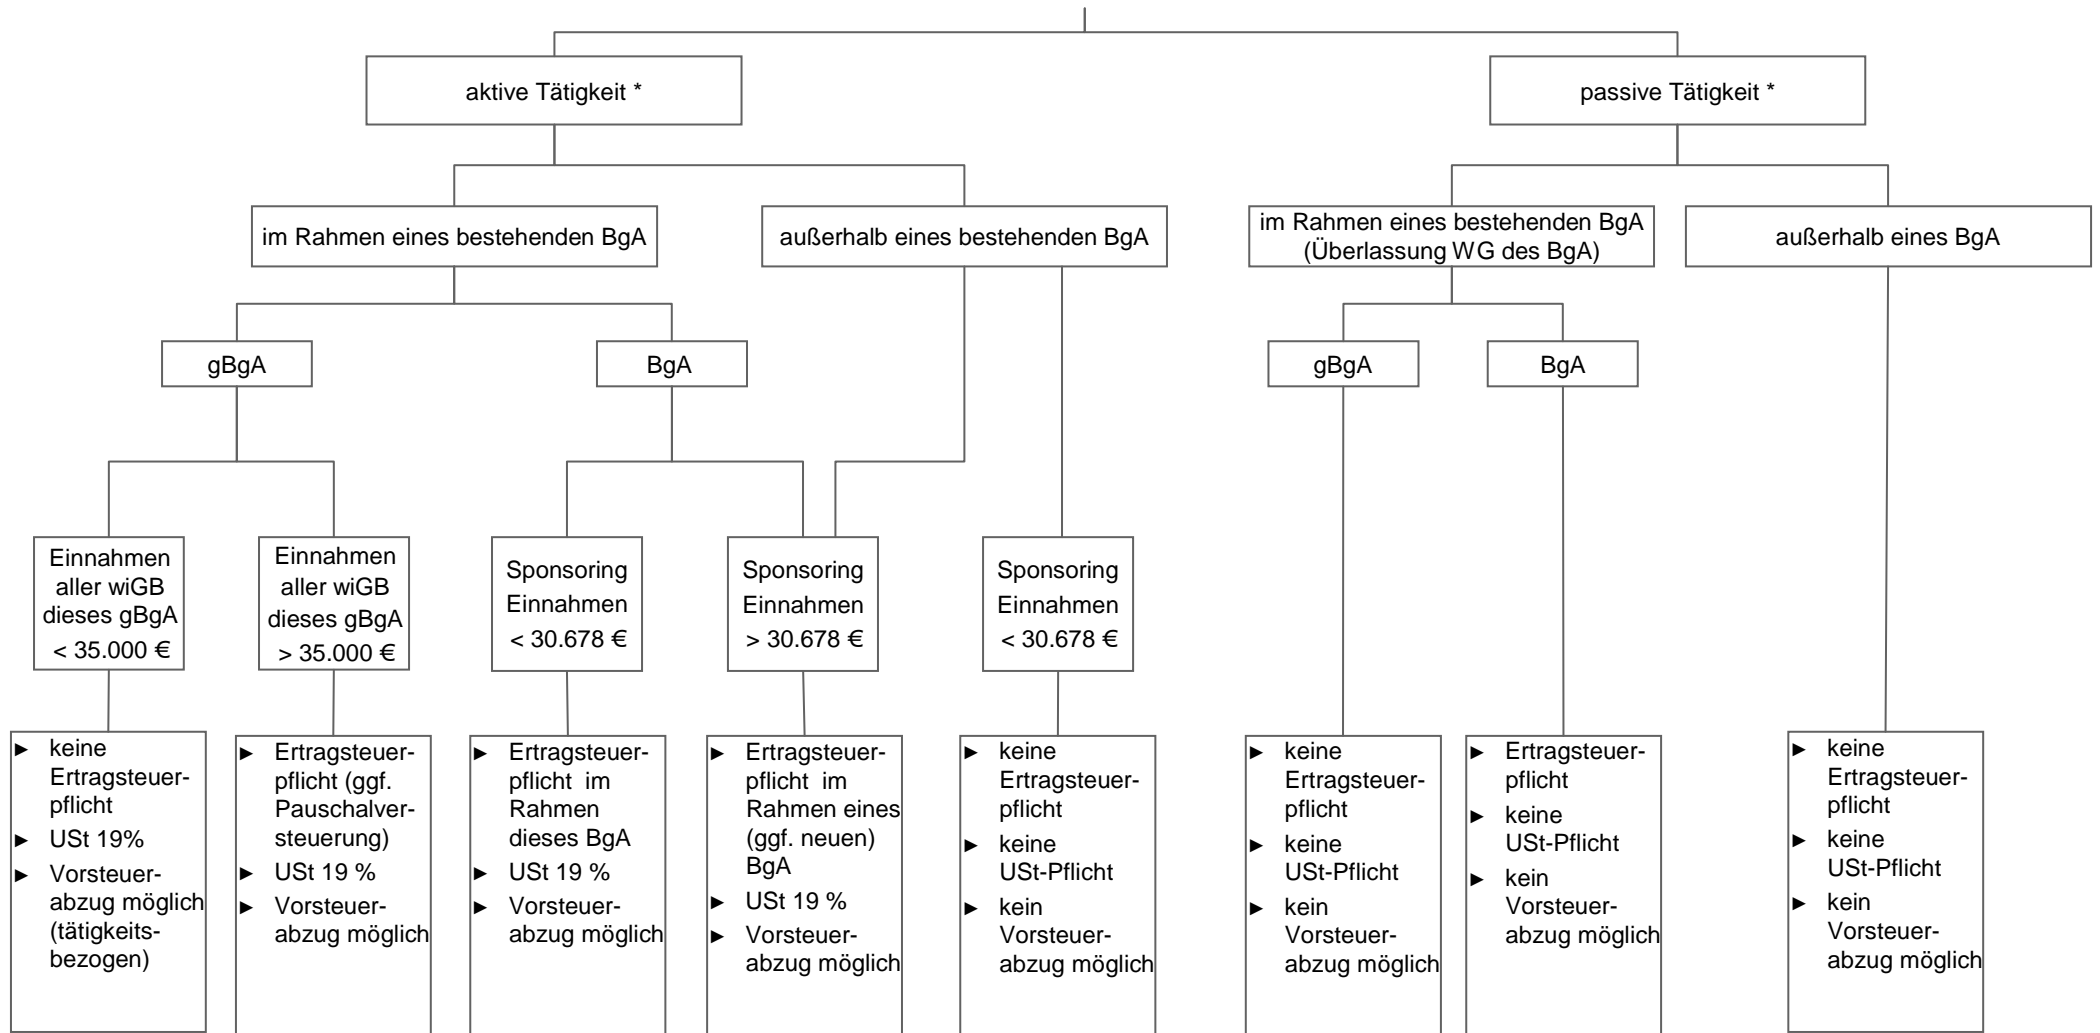 aktive Tätigkeit *
passive Tätigkeit *
im Rahmen eines bestehenden BgA
außerhalb eines bestehenden BgA
im Rahmen eines bestehenden BgA
(Überlassung WG des BgA)
außerhalb eines BgA
gBgA
BgA
gBgA
BgA
Einnahmen
aller wiGB
dieses gBgA
< 35.000 €
Einnahmen
aller wiGB
dieses gBgA
> 35.000 €
Sponsoring
Einnahmen
< 30.678 €
Sponsoring
Einnahmen
> 30.678 €
Sponsoring
Einnahmen
< 30.678 €
► keine
Ertragsteuer-
pflicht
► USt 19%
► Vorsteuer-
abzug möglich
(tätigkeits-
bezogen)
► Ertragsteuer-
pflicht (ggf.
Pauschalver-
steuerung)
► USt 19 %
► Vorsteuer-
abzug möglich
► Ertragsteuer-
pflicht im
Rahmen
dieses BgA
► USt 19 %
► Vorsteuer-
abzug möglich
► Ertragsteuer-
pflicht im
Rahmen eines
(ggf. neuen)
BgA
► USt 19 %
► Vorsteuer-
abzug möglich
► keine
Ertragsteuer-
pflicht
► keine
USt-Pflicht
► kein
Vorsteuer-
abzug möglich
► keine
Ertragsteuer-
pflicht
► keine
USt-Pflicht
► kein
Vorsteuer-
abzug möglich
► Ertragsteuer-
pflicht
► keine
USt-Pflicht
► kein
Vorsteuer-
abzug möglich
► keine
Ertragsteuer-
pflicht
► keine
USt-Pflicht
► kein
Vorsteuer-
abzug möglich